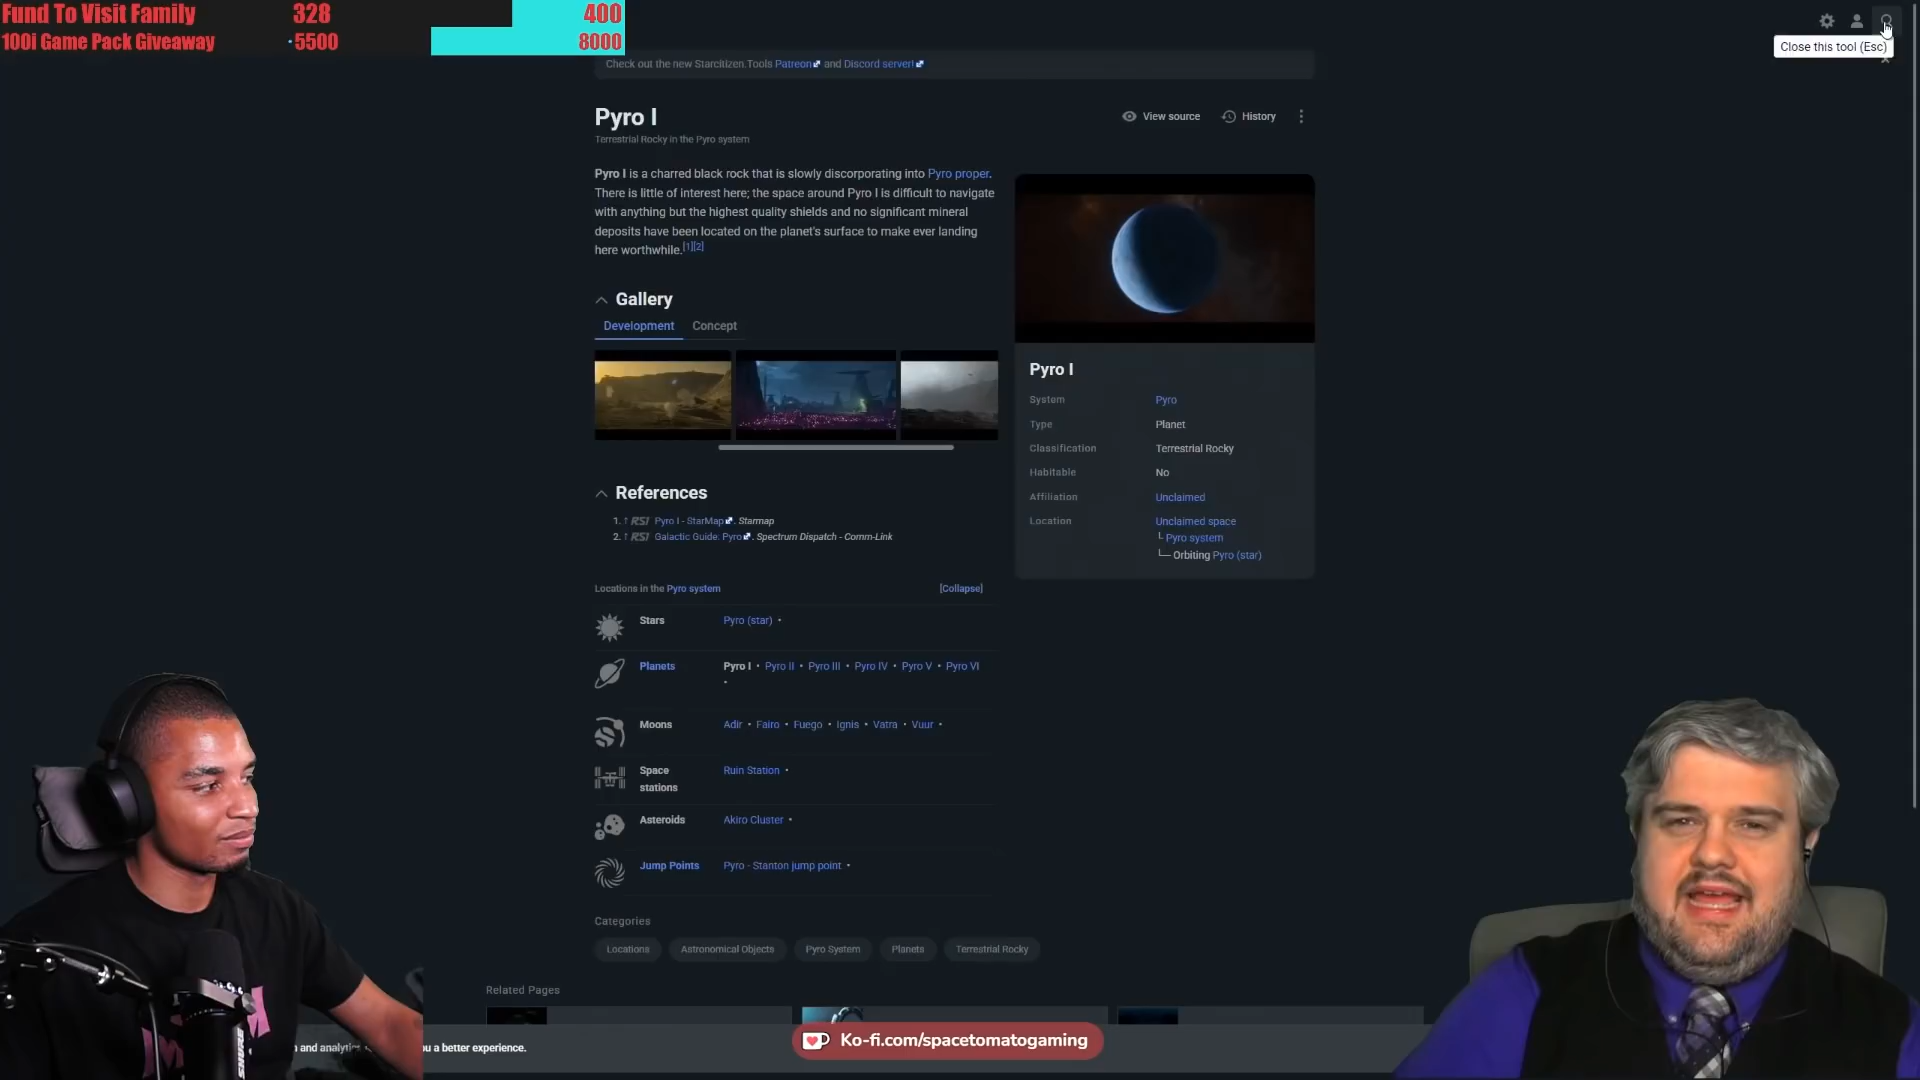 Fund To Visit Family 328 400
100i Game Pack Giveaway 5500 8000
Close this tool (Esc)
Check out the new Starcitizen.Tools Patreon and Discord server!
Pyro I
View source
History
Terrestrial Rocky in the Pyro system
Pyro I is a charred black rock that is slowly discorporating into Pyro proper.
There is little of interest here; the space around Pyro I is difficult to navigate
with anything but the highest quality shields and no significant mineral
deposits have been located on the planet's surface to make ever landing
here worthwhile.[1][2]
Gallery
Development Concept
Pyro I
System Pyro
Type Planet
Classification Terrestrial Rocky
Habitable No
Affiliation Unclaimed
Location Unclaimed space
Pyro system
Orbiting Pyro (star)
References
1. ↑ RSI Pyro I - StarMap. Starmap
2. ↑ RSI Galactic Guide: Pyro. Spectrum Dispatch - Comm-Link
Locations in the Pyro system [Collapse]
Stars Pyro (star) •
Planets Pyro I • Pyro II • Pyro III • Pyro IV • Pyro V • Pyro VI
•
Moons Adir • Fairo • Fuego • Ignis • Vatra • Vuur •
Space stations Ruin Station •
Asteroids Akiro Cluster •
Jump Points Pyro - Stanton jump point •
Categories
Locations Astronomical Objects Pyro System Planets Terrestrial Rocky
Related Pages
Ko-fi.com/spacetomatogaming
n and analytic u a better experience.